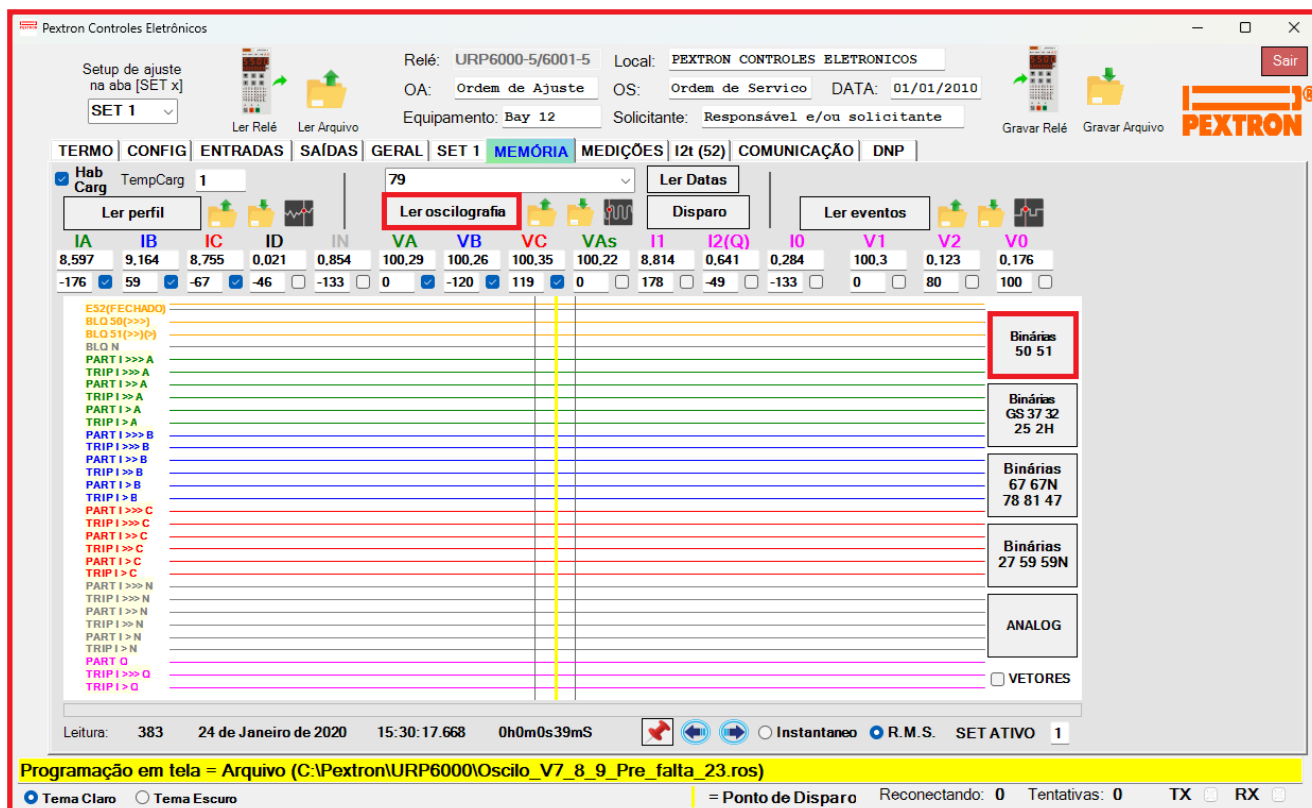 Pextron Controles Eletrônicos
Setup de ajuste
na aba [SET x]
SET 1
Ler Relé
Ler Arquivo
Relé: URP6000-5/6001-5 Local: PEXTRON CONTROLES ELETRONICOS
OA: Ordem de Ajuste OS: Ordem de Servico DATA: 01/01/2010
Equipamento: Bay 12 Solicitante: Responsável e/ou solicitante
Gravar Relé
Gravar Arquivo
Sair
PEXTRON
TERMO CONFIG ENTRADAS SAÍDAS GERAL SET 1 MEMÓRIA MEDIÇÕES I2t (52) COMUNICAÇÃO DNP
Hab
Carg TempCarg 1 79 Ler Datas
Ler perfil Ler oscilografia Disparo Ler eventos
IA IB IC ID IN VA VB VC VAs I1 I2(Q) I0 V1 V2 V0
8,597 9,164 8,755 0,021 0,854 100,29 100,26 100,35 100,22 8,814 0,641 0,284 100,3 0,123 0,176
-176 59 -67 -46 -133 0 -120 119 0 178 -49 -133 0 80 100
E52(FECHADO)
BLQ 50(>>>)
BLQ 51(>>)(>)
BLQ N
PART I >>> A
TRIP I >>> A
PART I >> A
TRIP I >> A
PART I > A
TRIP I > A
PART I >>> B
TRIP I >>> B
PART I >> B
TRIP I >> B
PART I > B
TRIP I > B
PART I >>> C
TRIP I >>> C
PART I >> C
TRIP I >> C
PART I > C
TRIP I > C
PART I >>> N
TRIP I >>> N
PART I >> N
TRIP I >> N
PART I > N
TRIP I > N
PART Q
TRIP I >>> Q
TRIP I > Q
Binárias
50 51
Binárias
GS 37 32
25 2H
Binárias
67 67N
78 81 47
Binárias
27 59 59N
ANALOG
VETORES
Leitura: 383 24 de Janeiro de 2020 15:30:17.668 0h0m0s39mS Instantaneo R.M.S. SET ATIVO 1
Programação em tela = Arquivo (C:\Pextron\URP6000\Oscilo_V7_8_9_Pre_falta_23.ros)
Tema Claro Tema Escuro = Ponto de Disparo Reconectando: 0 Tentativas: 0 TX RX